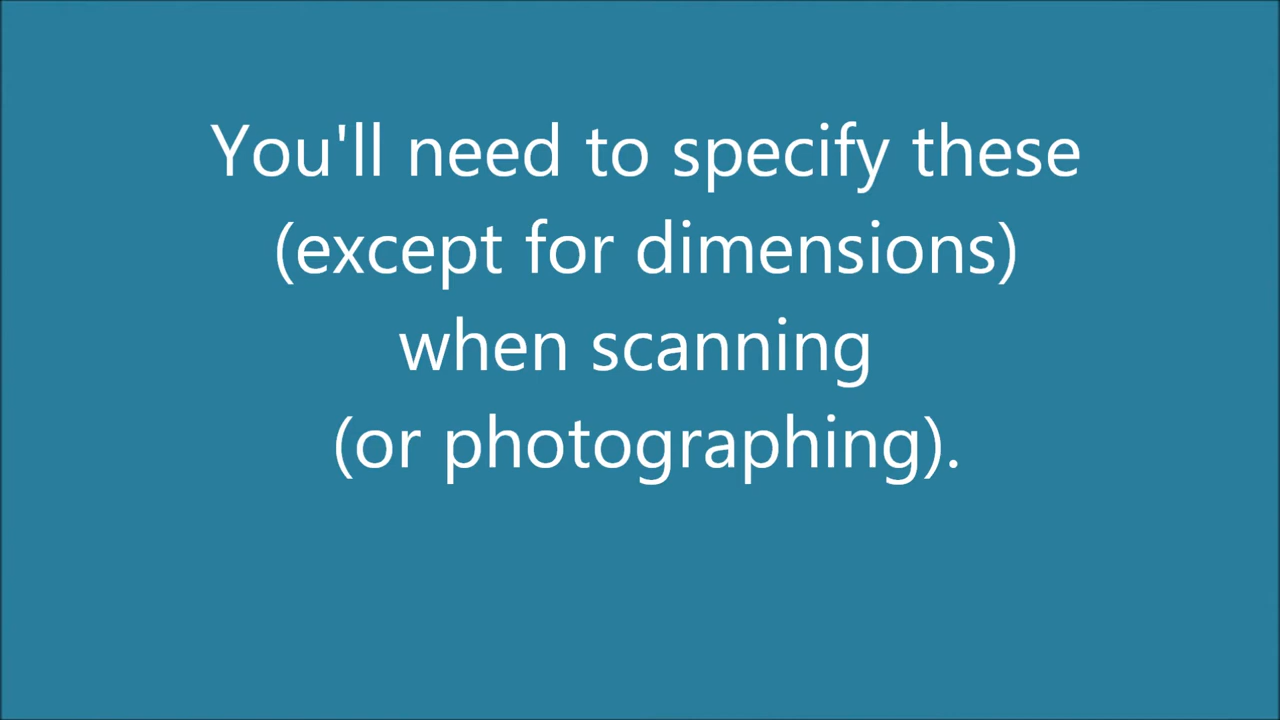 You'll need to specify these
(except for dimensions)
when scanning
(or photographing).